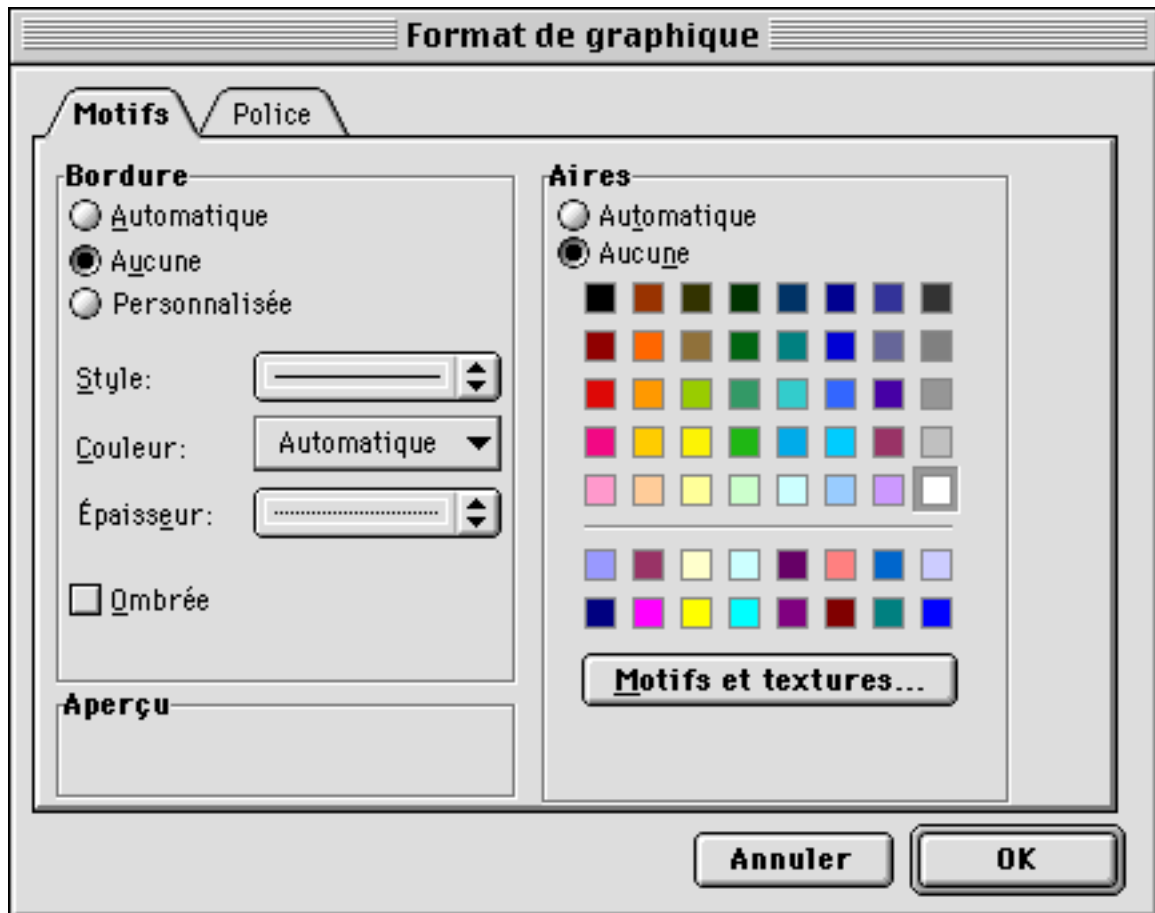 Format de graphique
Motifs
Police
Bordure
Automatique
Aucune
Personnalisée
Style:
Couleur:
Automatique
Épaisseur:
Ombrée
Aperçu
Aires
Automatique
Aucune
Motifs et textures...
Annuler
OK